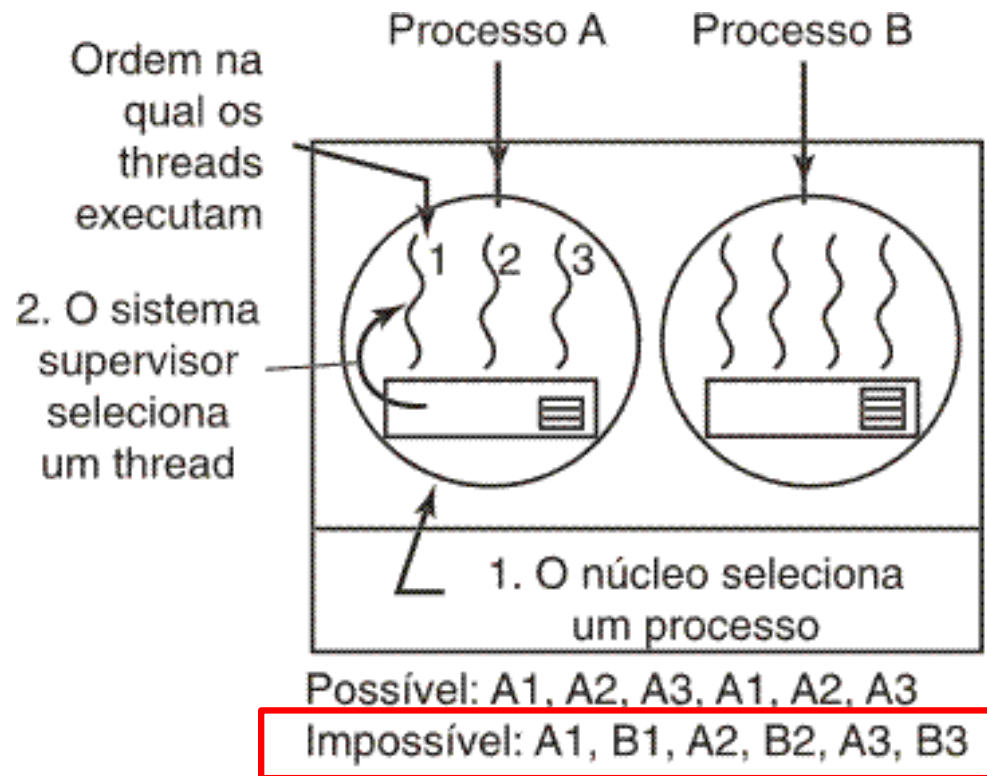 Processo A
Processo B
Ordem na
qual os
threads
executam
1
2
3
2. O sistema
supervisor
seleciona
um thread
1. O núcleo seleciona
um processo
Possível: A1, A2, A3, A1, A2, A3
Impossível: A1, B1, A2, B2, A3, B3